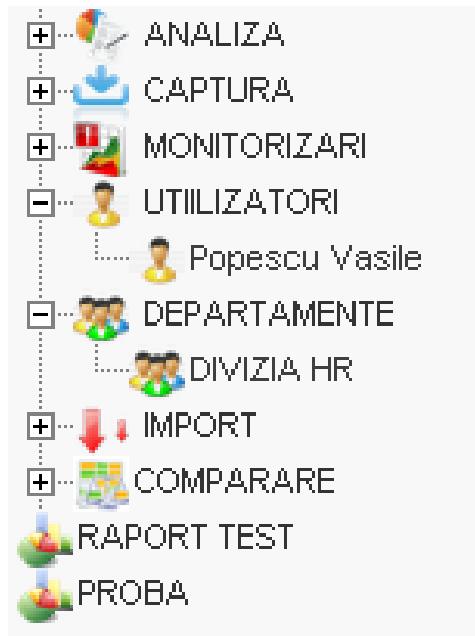 ANALIZA
CAPTURA
MONITORIZARI
UTIILIZATORI
Popescu Vasile
DEPARTAMENTE
DIVIZIA HR
IMPORT
COMPARARE
RAPORT TEST
PROBA